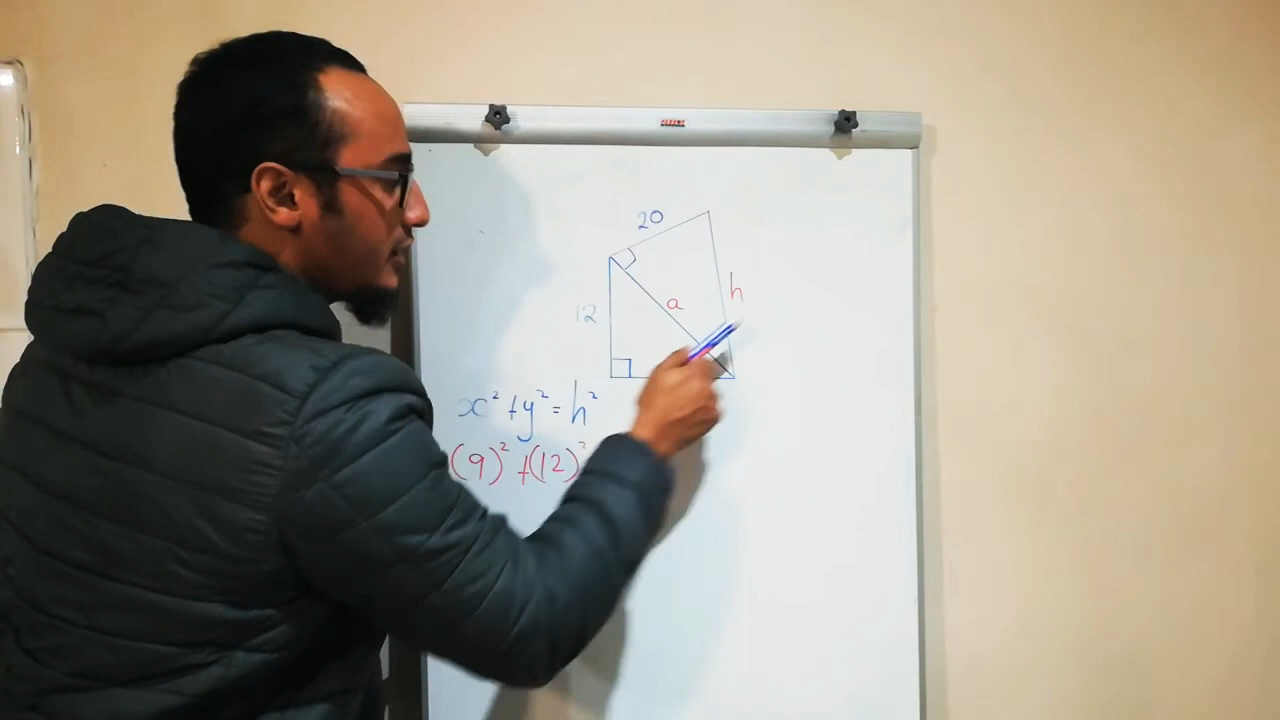 20
h
a
12
x² + y² = h²
(9)² + (12)²